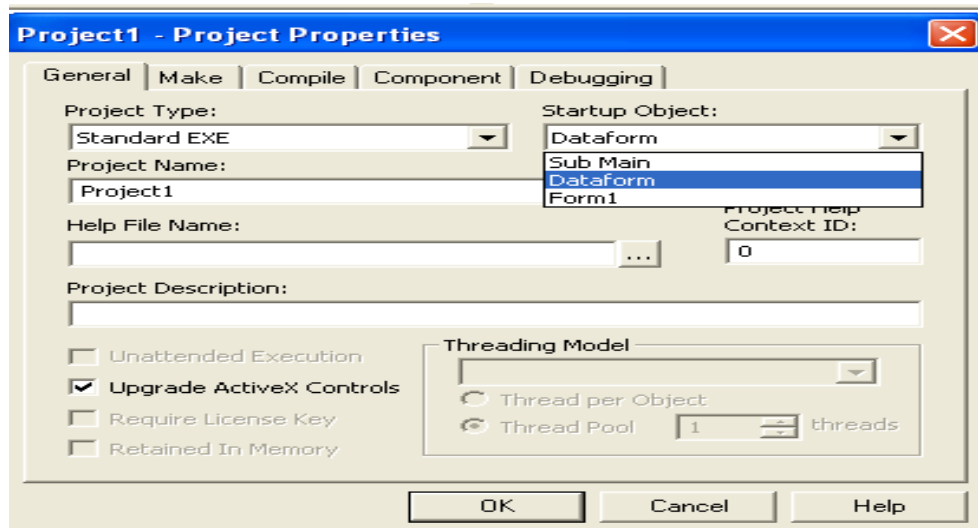 Project1 - Project Properties
General Make Compile Component Debugging
Project Type:
Startup Object:
Standard EXE
Dataform
Sub Main
Dataform
Form1
Project Name:
Project1
Help File Name:
Project Help
Context ID:
...
0
Project Description:
Unattended Execution
Upgrade ActiveX Controls
Require License Key
Retained In Memory
Threading Model
Thread per Object
Thread Pool 1 threads
OK Cancel Help